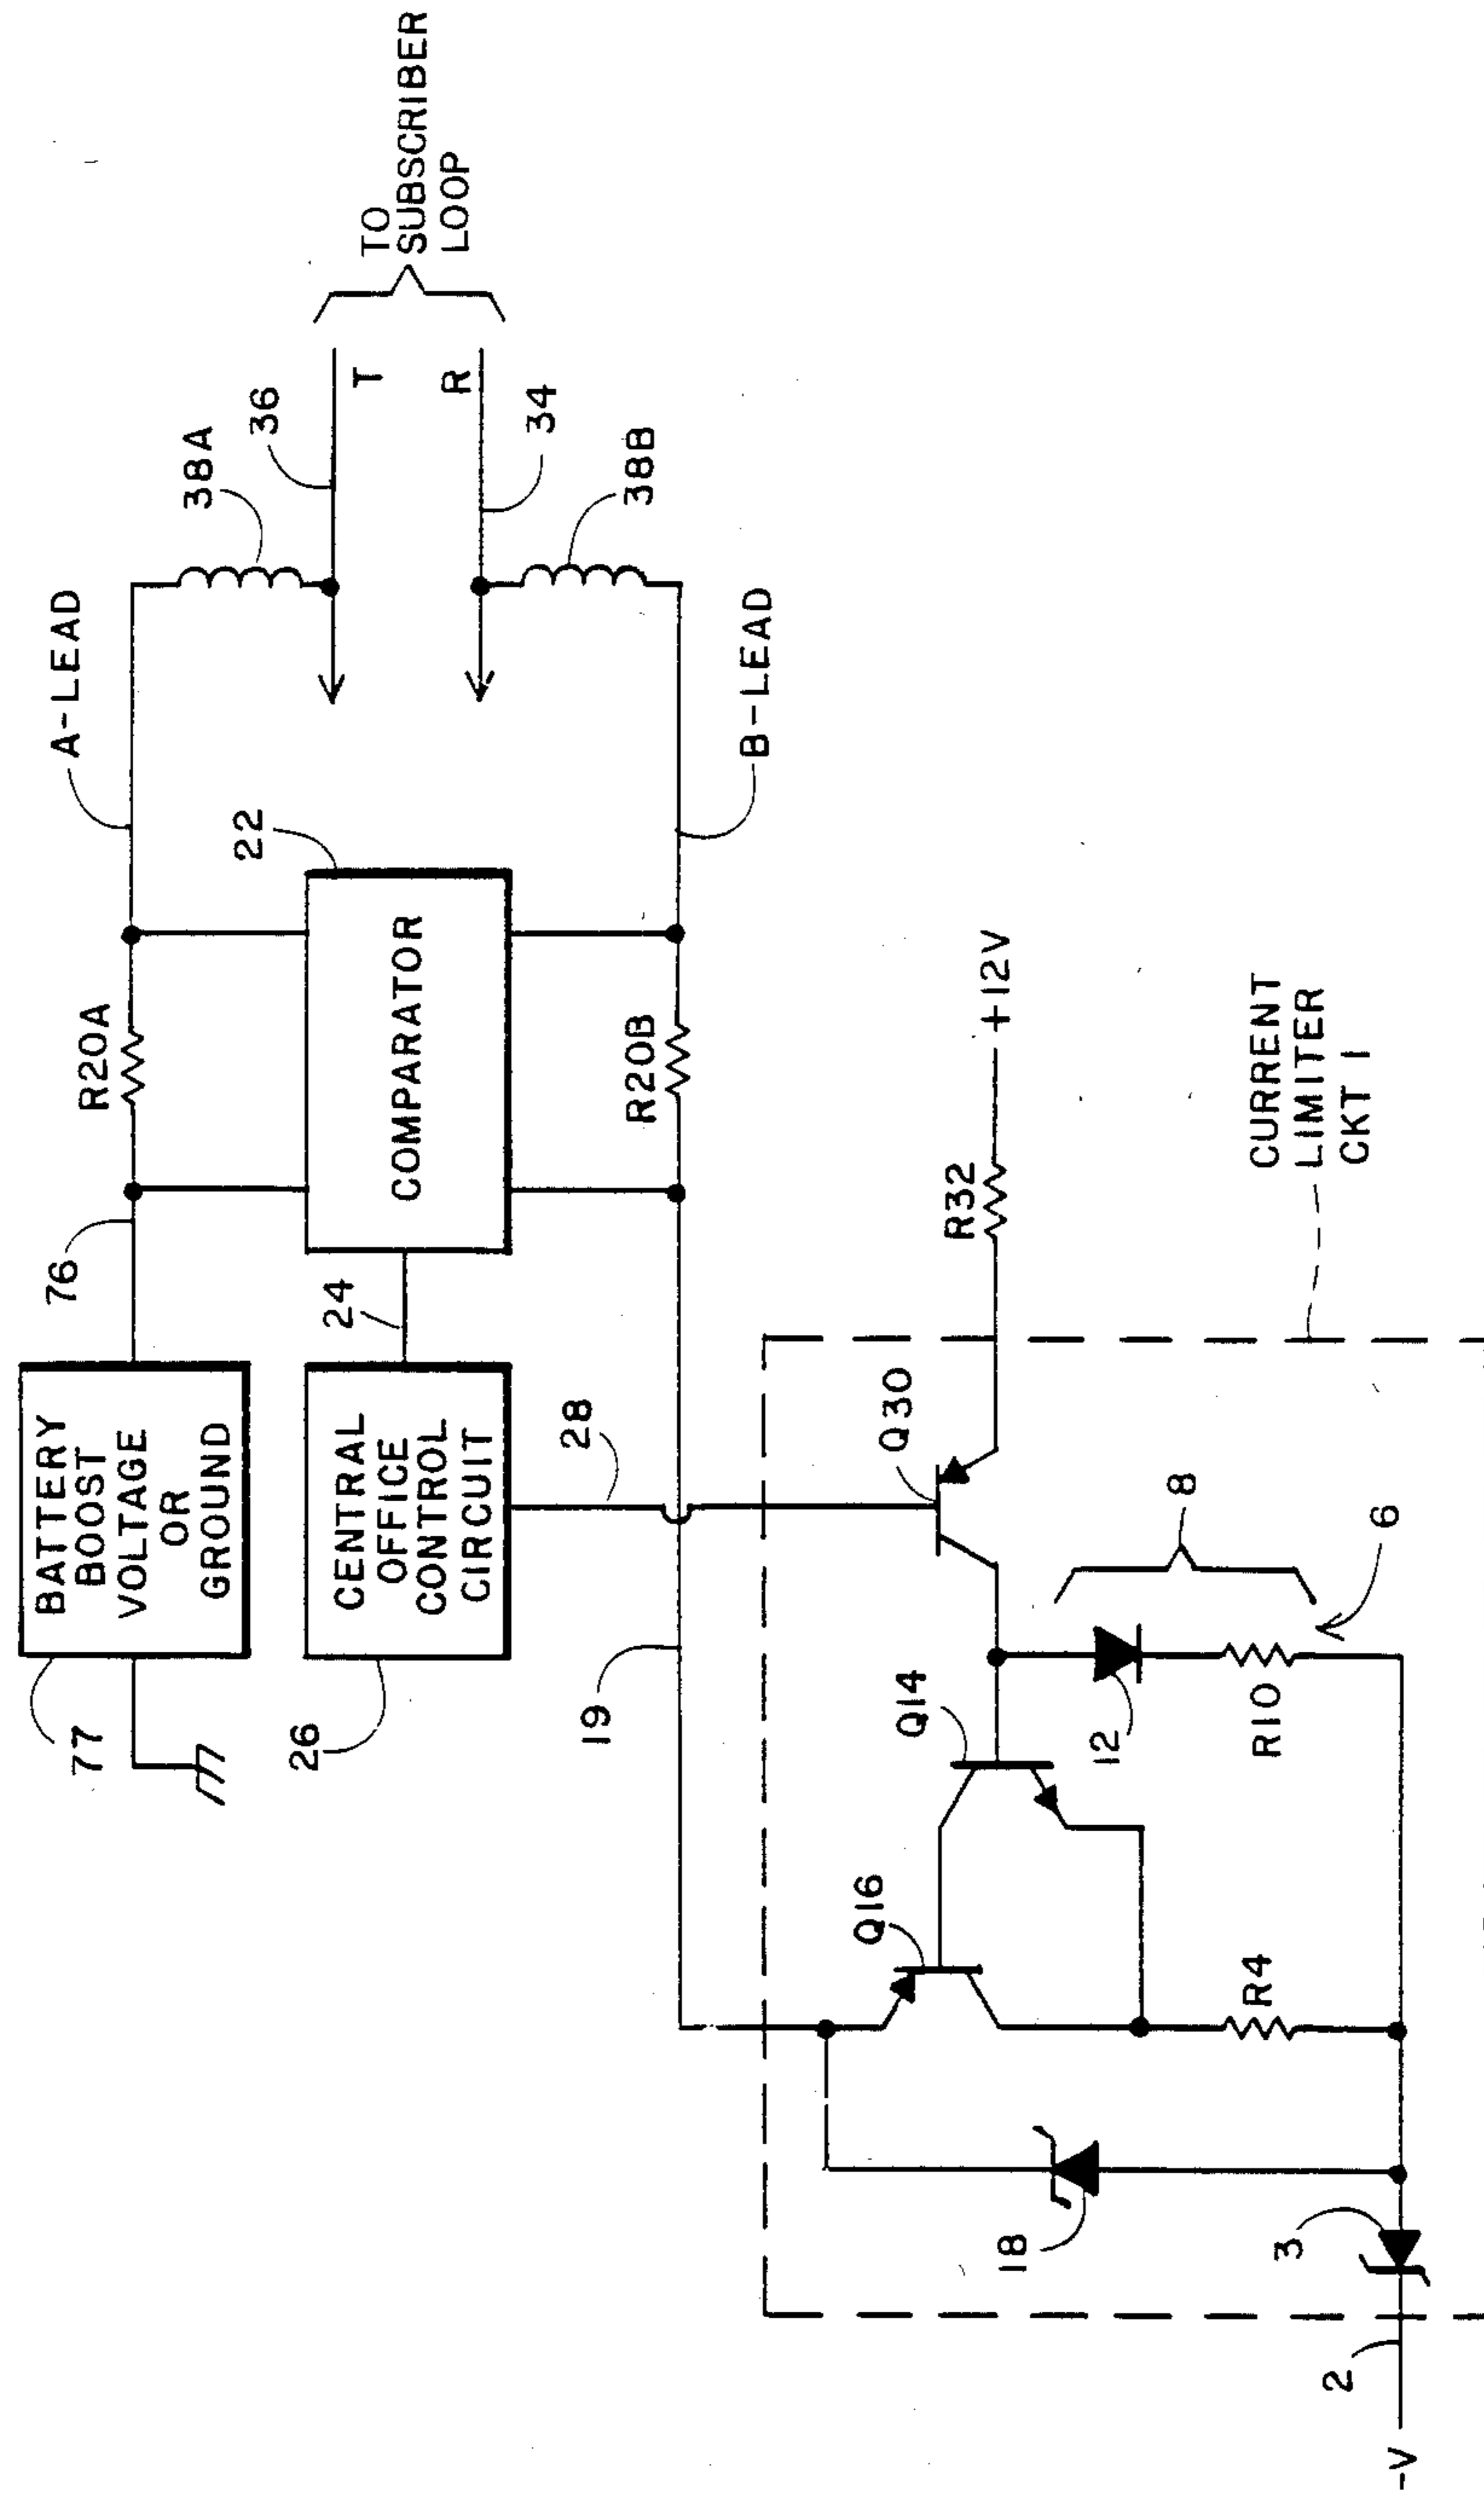 BATTERY
BOOST
VOLTAGE
OR
GROUND
77
76
R20A
A-LEAD
38A
36
T
TO
SUBSCRIBER
LOOP
R
34
38B
B-LEAD
22
COMPARATOR
24
CENTRAL
OFFICE
CONTROL
CIRCUIT
26
28
R20B
19
Q30
R32
+12V
CURRENT
LIMITER
CKT 1
Q16
Q14
8
6
12
R10
R4
18
3
2
-V